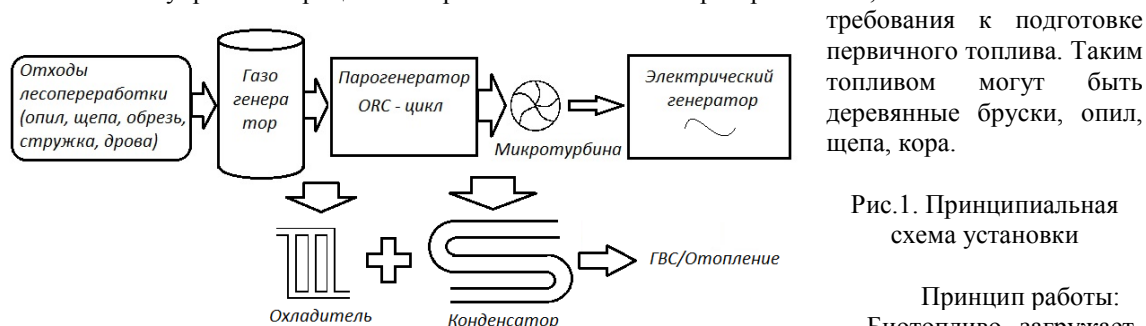 требования к подготовке
первичного топлива. Таким
топливом могут быть
деревянные бруски, опил,
щепа, кора.
Отходы
лесопереработки
(опил, щепа, обрезь,
стружка, дрова)
Газо
генера
тор
Парогенератор
ORC - цикл
Микротурбина
Электрический
генератор
Охладитель
Конденсатор
ГВС/Отопление
Рис.1. Принципиальная
схема установки
Принцип работы:
Биотопливо загружает